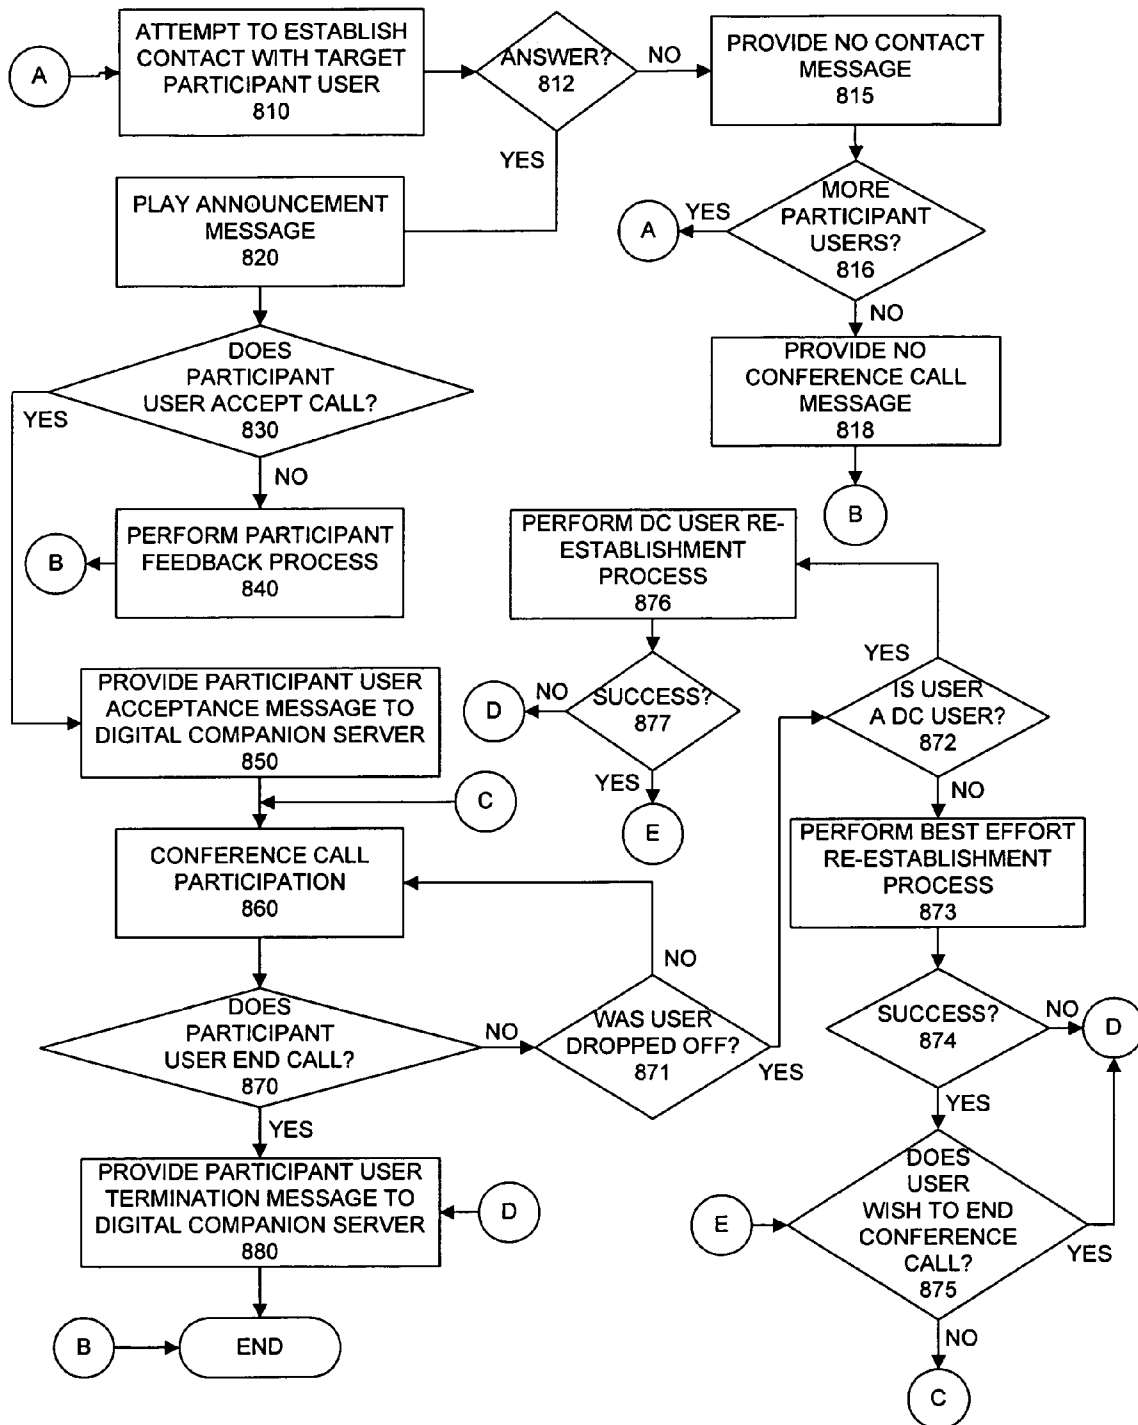 A
ATTEMPT TO ESTABLISH
CONTACT WITH TARGET
PARTICIPANT USER
810
ANSWER?
812
NO
YES
PROVIDE NO CONTACT
MESSAGE
815
MORE
PARTICIPANT
USERS?
816
YES
A
NO
PROVIDE NO
CONFERENCE CALL
MESSAGE
818
B
PLAY ANNOUNCEMENT
MESSAGE
820
DOES
PARTICIPANT
USER ACCEPT CALL?
830
YES
NO
PERFORM PARTICIPANT
FEEDBACK PROCESS
840
B
PROVIDE PARTICIPANT USER
ACCEPTANCE MESSAGE TO
DIGITAL COMPANION SERVER
850
C
CONFERENCE CALL
PARTICIPATION
860
DOES
PARTICIPANT
USER END CALL?
870
NO
YES
WAS USER
DROPPED OFF?
871
NO
YES
PERFORM DC USER RE-
ESTABLISHMENT
PROCESS
876
SUCCESS?
877
NO
D
YES
E
IS USER
A DC USER?
872
YES
NO
PERFORM BEST EFFORT
RE-ESTABLISHMENT
PROCESS
873
SUCCESS?
874
NO
D
YES
DOES
USER
WISH TO END
CONFERENCE
CALL?
875
E
YES
NO
C
PROVIDE PARTICIPANT USER
TERMINATION MESSAGE TO
DIGITAL COMPANION SERVER
880
D
B
END